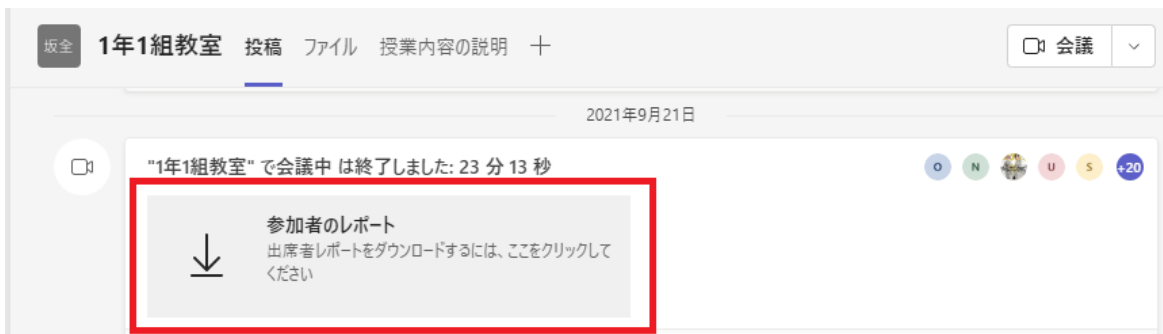 坂全 1年1組教室 投稿 ファイル 授業内容の説明 + 会議
2021年9月21日
"1年1組教室" で会議中 は終了しました: 23 分 13 秒 O N U S +20
参加者のレポート
出席者レポートをダウンロードするには、ここをクリックして
ください